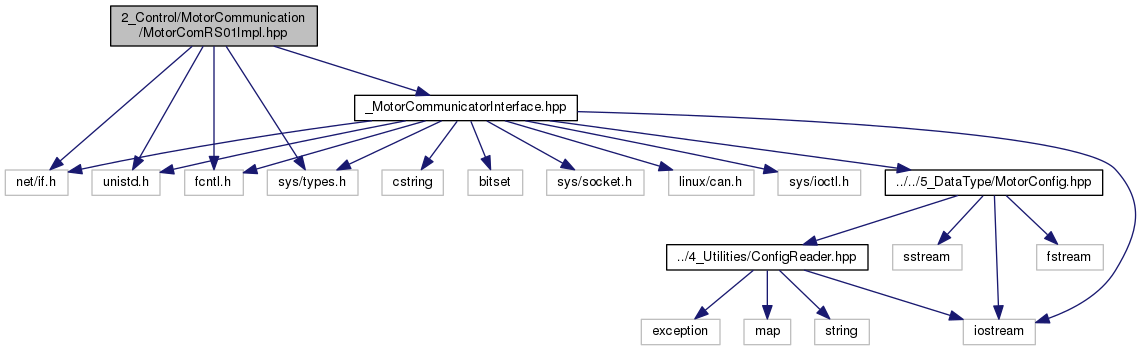 2_Control/MotorCommunication
/MotorComRS01Impl.hpp
_MotorCommunicatorInterface.hpp
net/if.h
unistd.h
fcntl.h
sys/types.h
cstring
bitset
sys/socket.h
linux/can.h
sys/ioctl.h
../../5_DataType/MotorConfig.hpp
../4_Utilities/ConfigReader.hpp
sstream
fstream
exception
map
string
iostream